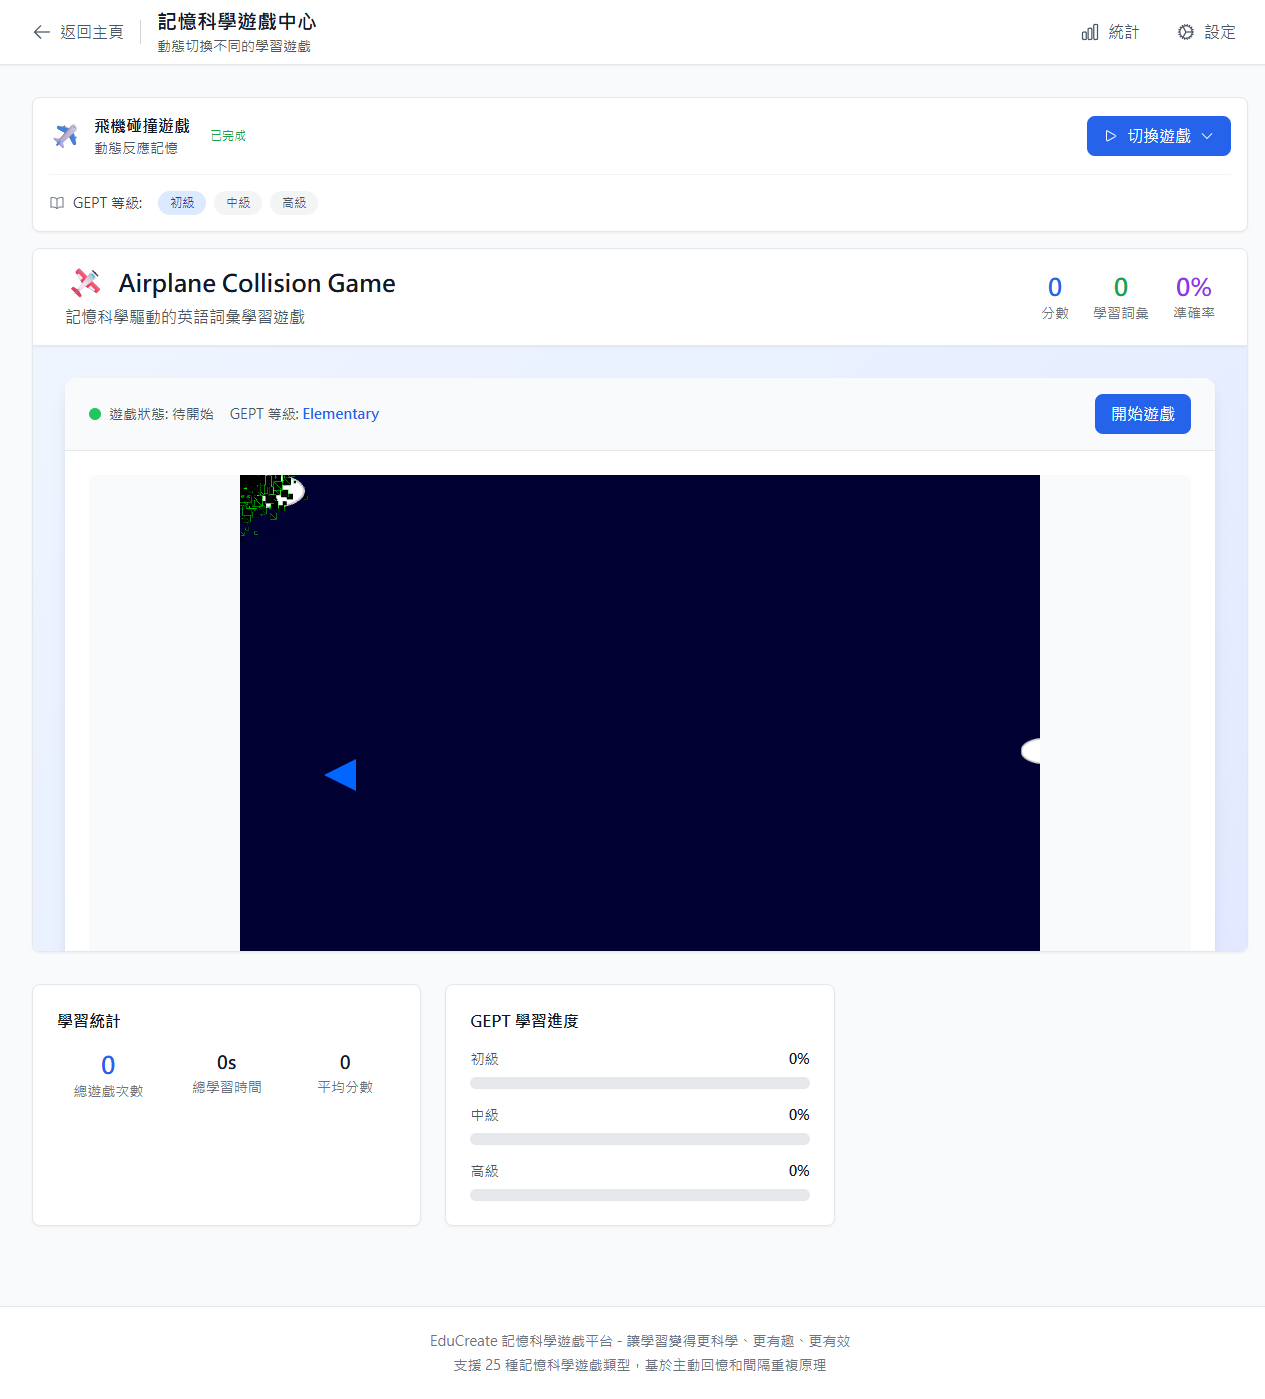 返回主頁
記憶科學遊戲中心
動態切換不同的學習遊戲
統計
設定
飛機碰撞遊戲
動態反應記憶
已完成
切換遊戲
GEPT 等級:
初級
中級
高級
Airplane Collision Game
記憶科學驅動的英語詞彙學習遊戲
0
分數
0
學習詞彙
0%
準確率
遊戲狀態: 待開始
GEPT 等級: Elementary
開始遊戲
學習統計
0
總遊戲次數
0s
總學習時間
0
平均分數
GEPT 學習進度
初級
0%
中級
0%
高級
0%
EduCreate 記憶科學遊戲平台 - 讓學習變得更科學、更有趣、更有效
支援 25 種記憶科學遊戲類型，基於主動回憶和間隔重複原理